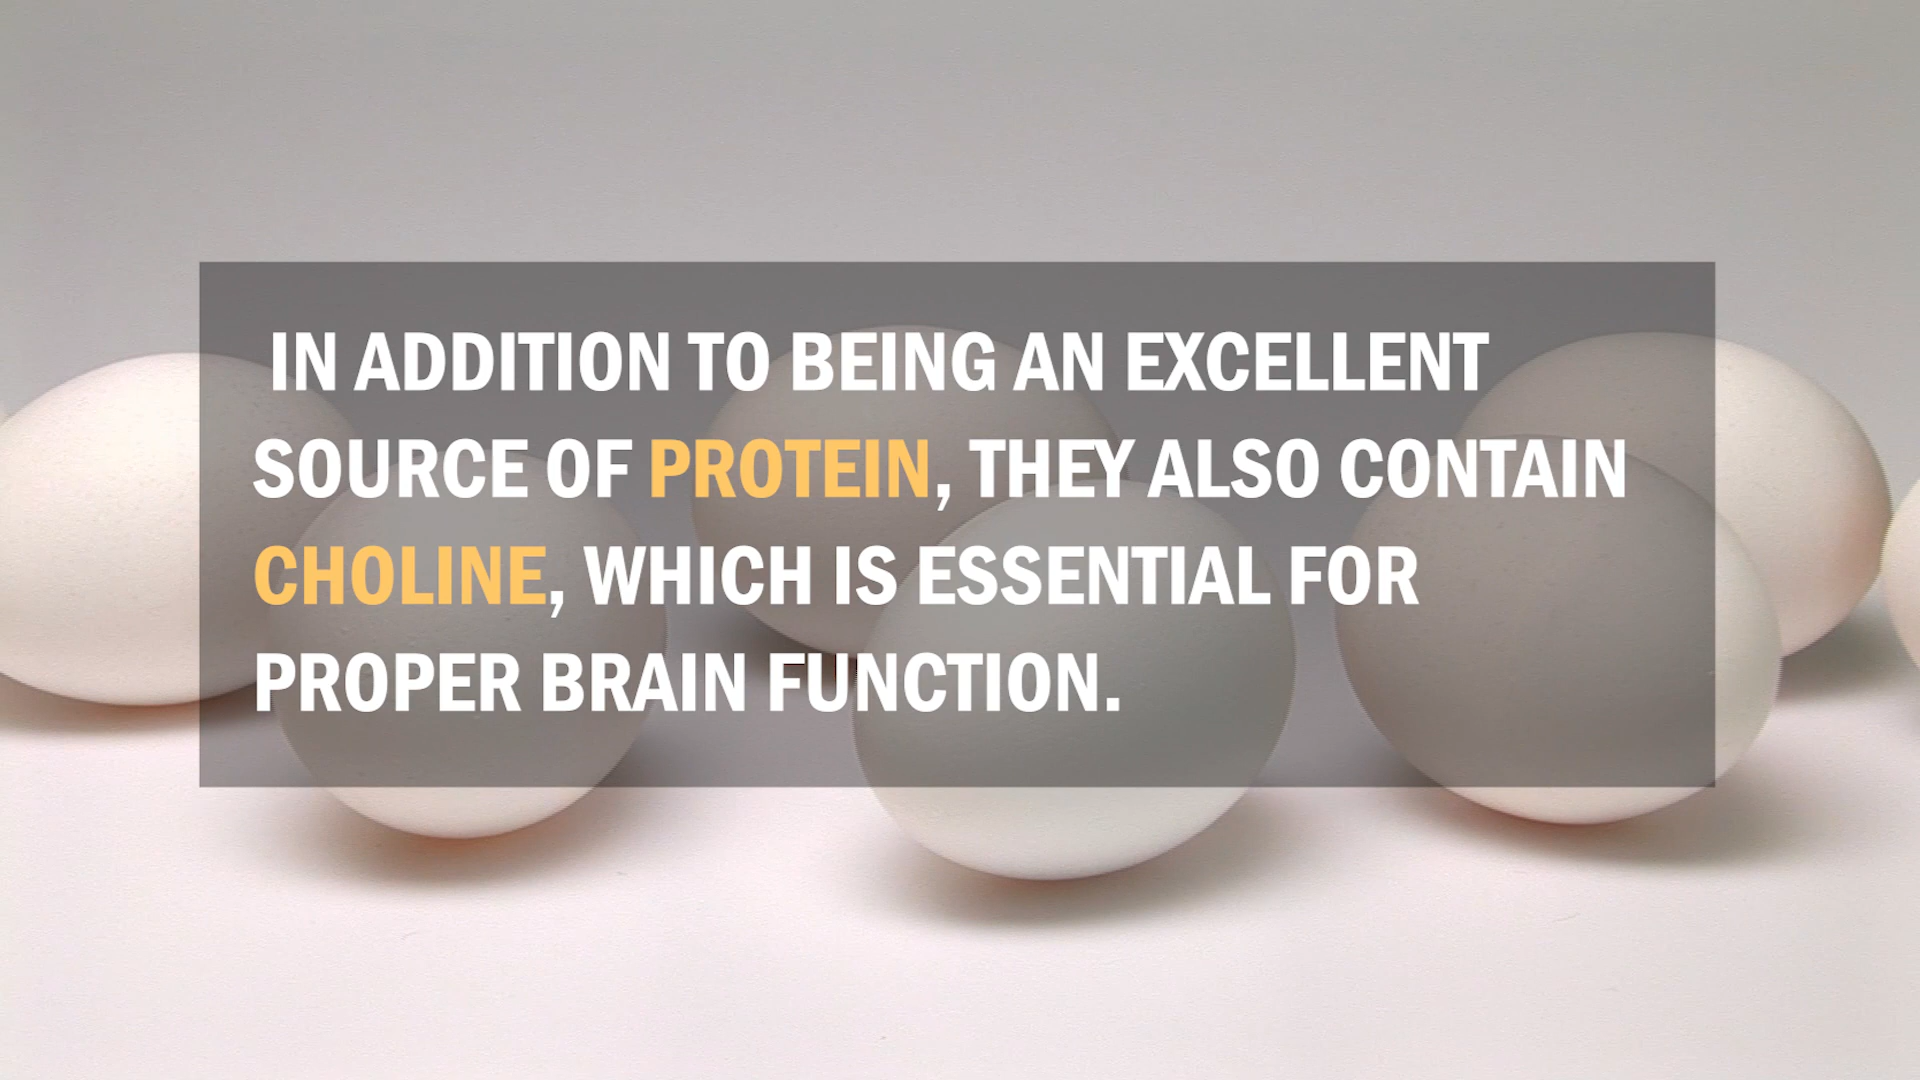 IN ADDITION TO BEING AN EXCELLENT
SOURCE OF PROTEIN, THEY ALSO CONTAIN
CHOLINE, WHICH IS ESSENTIAL FOR
PROPER BRAIN FUNCTION.